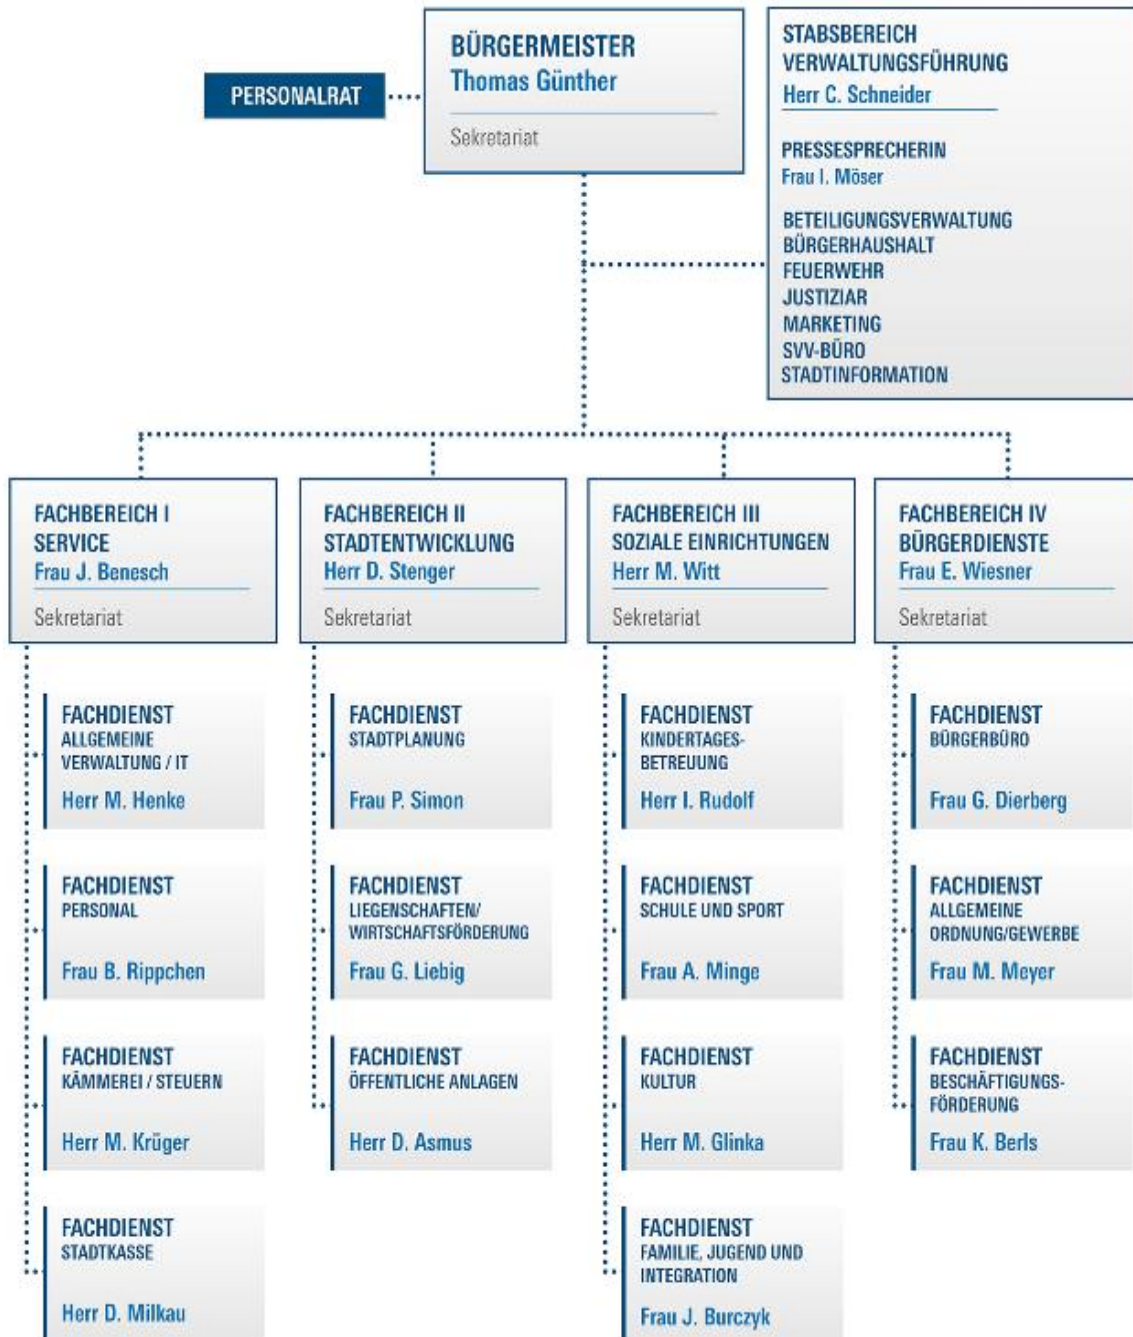 PERSONALRAT
BÜRGERMEISTER
Thomas Günther
Sekretariat
STABSBEREICH
VERWALTUNGSFÜHRUNG
Herr C. Schneider
PRESSESPRECHERIN
Frau I. Möser
BETEILIGUNGSVERWALTUNG
BÜRGERHAUSHALT
FEUERWEHR
JUSTIZIAR
MARKETING
SVV-BÜRO
STADTINFORMATION
FACHBEREICH I
SERVICE
Frau J. Benesch
Sekretariat
FACHDIENST
ALLGEMEINE
VERWALTUNG / IT
Herr M. Henke
FACHDIENST
PERSONAL
Frau B. Rippchen
FACHDIENST
KÄMMEREI / STEUERN
Herr M. Krüger
FACHDIENST
STADTKASSE
Herr D. Milkau
FACHBEREICH II
STADTENTWICKLUNG
Herr D. Stenger
Sekretariat
FACHDIENST
STADTPLANUNG
Frau P. Simon
FACHDIENST
LIEGENSCHAFTEN/
WIRTSCHAFTSFÖRDERUNG
Frau G. Liebig
FACHDIENST
ÖFFENTLICHE ANLAGEN
Herr D. Asmus
FACHBEREICH III
SOZIALE EINRICHTUNGEN
Herr M. Witt
Sekretariat
FACHDIENST
KINDERTAGES-
BETREUUNG
Herr I. Rudolf
FACHDIENST
SCHULE UND SPORT
Frau A. Minge
FACHDIENST
KULTUR
Herr M. Glinka
FACHDIENST
FAMILIE, JUGEND UND
INTEGRATION
Frau J. Burczyk
FACHBEREICH IV
BÜRGERDIENSTE
Frau E. Wiesner
Sekretariat
FACHDIENST
BÜRGERBÜRO
Frau G. Dierberg
FACHDIENST
ALLGEMEINE
ORDNUNG/GEWERBE
Frau M. Meyer
FACHDIENST
BESCHÄFTIGUNGS-
FÖRDERUNG
Frau K. Berls